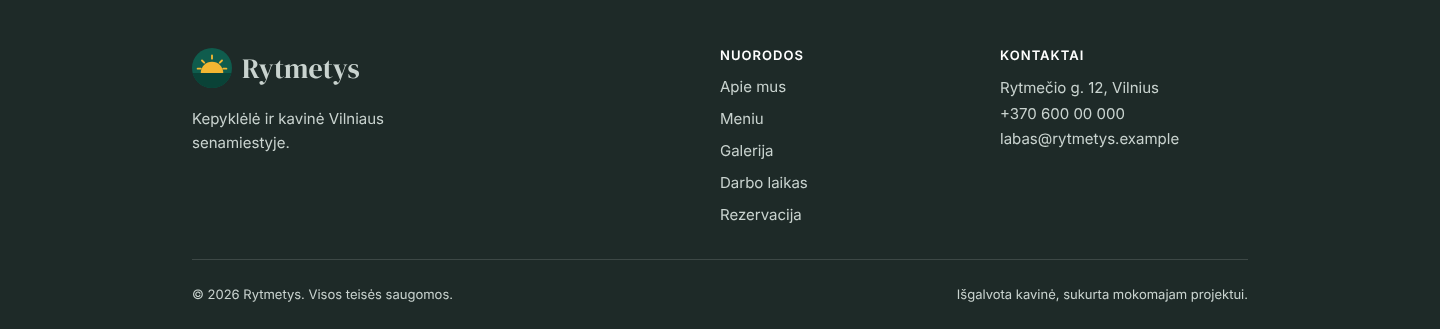 Rytmetys
Kepyklėlė ir kavinė Vilniaus
senamiestyje.
NUORODOS
Apie mus
Meniu
Galerija
Darbo laikas
Rezervacija
KONTAKTAI
Rytmečio g. 12, Vilnius
+370 600 00 000
labas@rytmetys.example
© 2026 Rytmetys. Visos teisės saugomos.
Išgalvota kavinė, sukurta mokomajam projektui.